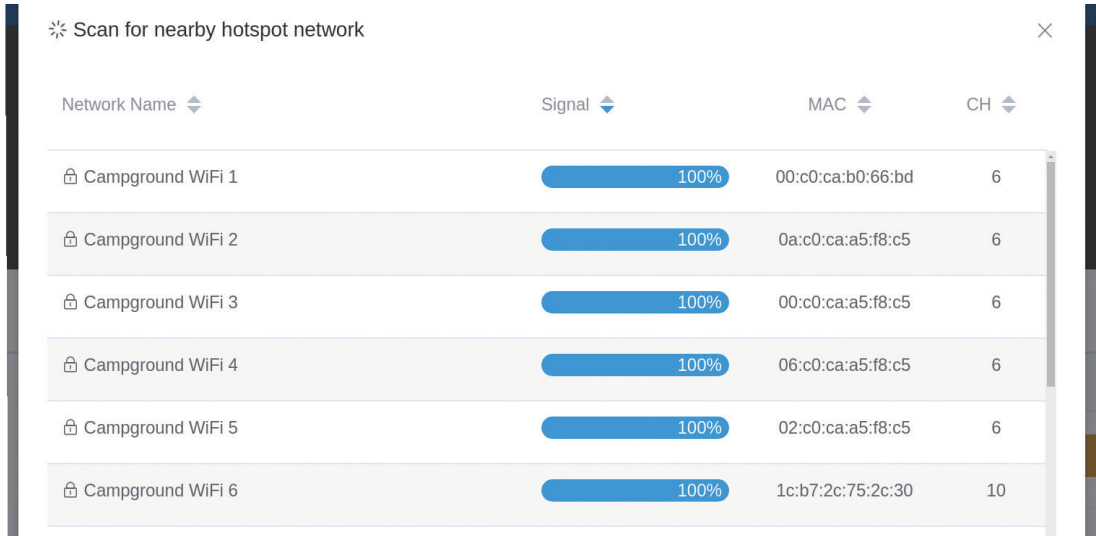 Scan for nearby hotspot network
Network Name Signal MAC CH
Campground WiFi 1 100% 00:c0:ca:b0:66:bd 6
Campground WiFi 2 100% 0a:c0:ca:a5:f8:c5 6
Campground WiFi 3 100% 00:c0:ca:a5:f8:c5 6
Campground WiFi 4 100% 06:c0:ca:a5:f8:c5 6
Campground WiFi 5 100% 02:c0:ca:a5:f8:c5 6
Campground WiFi 6 100% 1c:b7:2c:75:2c:30 10